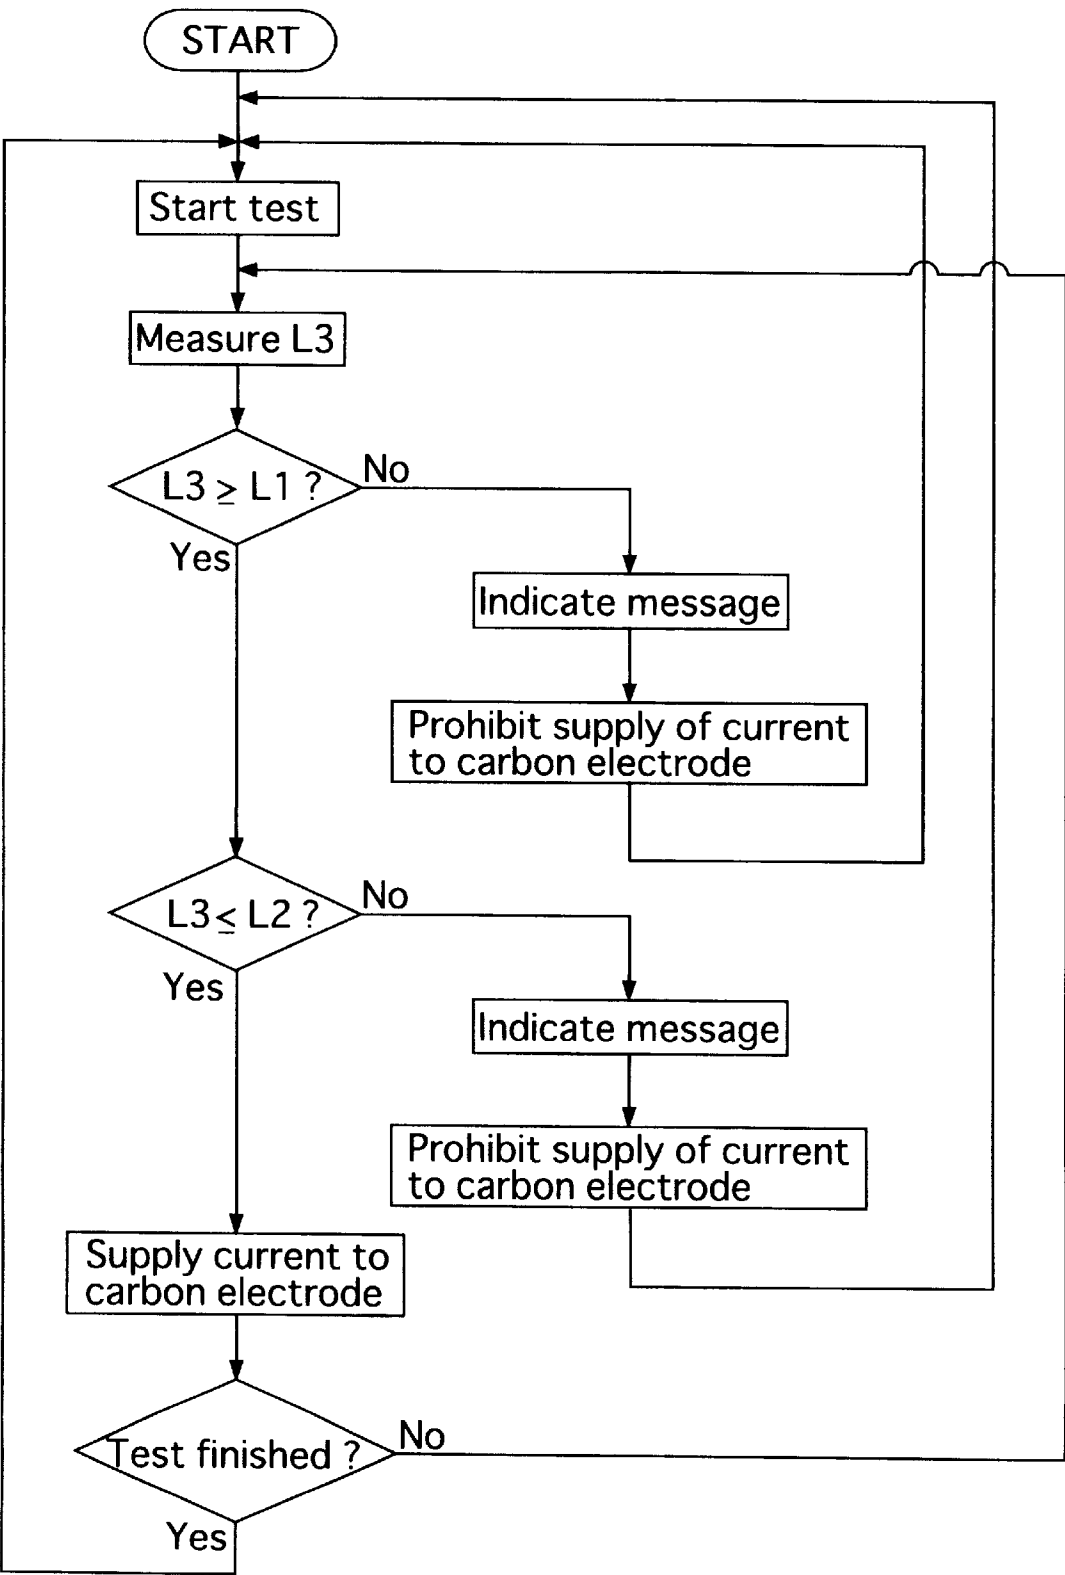 START
Start test
Measure L3
L3 ≥ L1 ?
No
Yes
Indicate message
Prohibit supply of current
to carbon electrode
L3 ≤ L2 ?
No
Yes
Indicate message
Prohibit supply of current
to carbon electrode
Supply current to
carbon electrode
Test finished ?
No
Yes